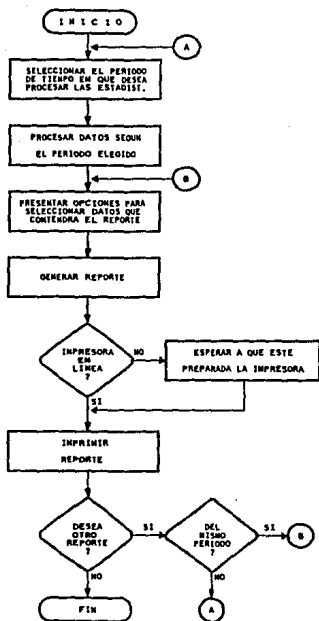 INICIO
A
SELECCIONAR EL PERIODO
DE TIEMPO EN QUE DESEA
PROCESAR LAS ESTADIST.
PROCESAR DATOS SEGUN
EL PERIODO ELEGIDO
B
PRESENTAR OPCIONES PARA
SELECCIONAR DATOS QUE
CONTENDRA EL REPORTE
GENERAR REPORTE
IMPRESORA
EN
LINEA
?
NO
ESPERAR A QUE ESTE
PREPARADA LA IMPRESORA
SI
IMPRIMIR
REPORTE
DESEA
OTRO
REPORTE
?
SI
DEL
MISMO
PERIODO
?
SI
B
NO
NO
FIN
A